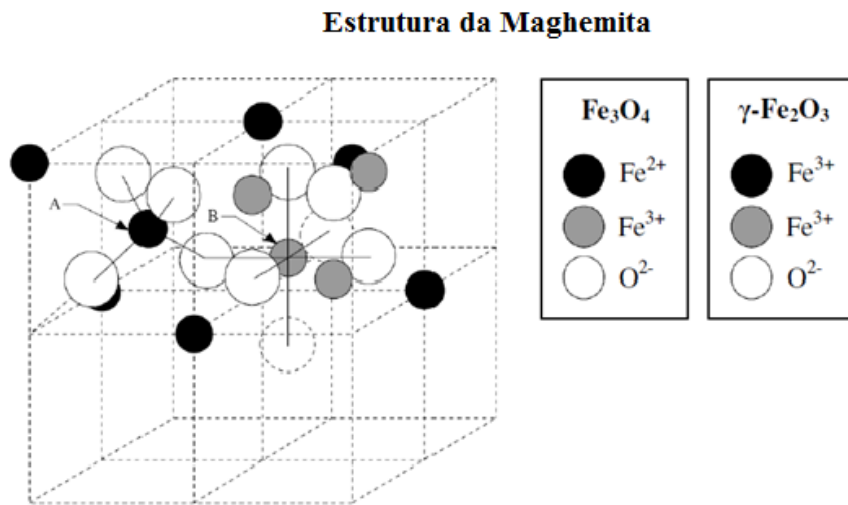 Estrutura da Maghemita
A
B
Fe₃O₄
Fe²⁺
Fe³⁺
O²⁻
γ-Fe₂O₃
Fe³⁺
Fe³⁺
O²⁻